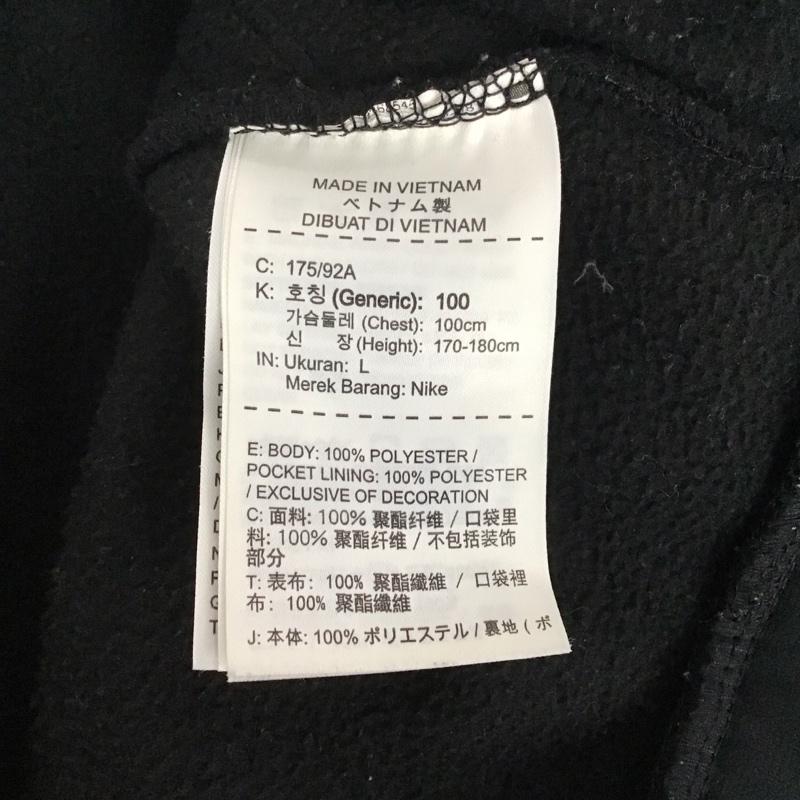 MADE IN VIETNAM
ベトナム製
DIBUAT DI VIETNAM
C: 175/92A
K: 호칭 (Generic): 100
가슴둘레 (Chest): 100cm
신 장 (Height): 170-180cm
IN: Ukuran: L
Merek Barang: Nike
E: BODY: 100% POLYESTER /
POCKET LINING: 100% POLYESTER
/ EXCLUSIVE OF DECORATION
C: 面料: 100% 聚酯纤维 / 口袋里
料: 100% 聚酯纤维 / 不包括装饰
部分
T: 表布: 100% 聚酯纖維 / 口袋裡
布: 100% 聚酯纖維
J: 本体: 100% ポリエステル / 裏地 ( ポ